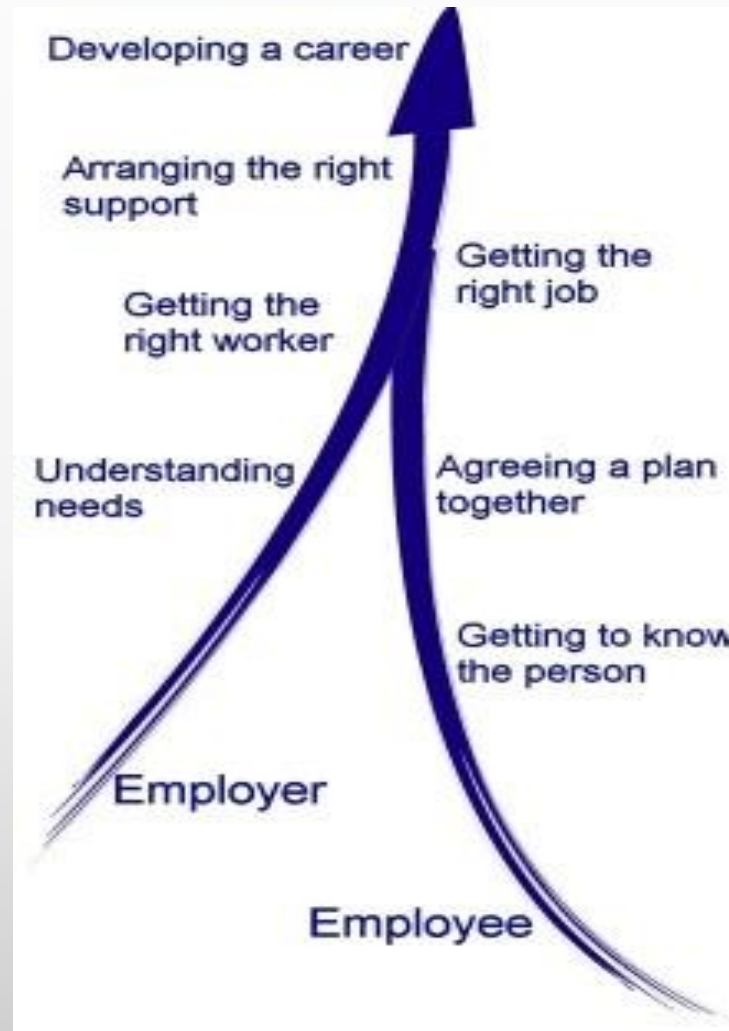 Developing a career
Arranging the right
support
Getting the
right job
Getting the
right worker
Understanding
needs
Agreeing a plan
together
Getting to know
the person
Employer
Employee